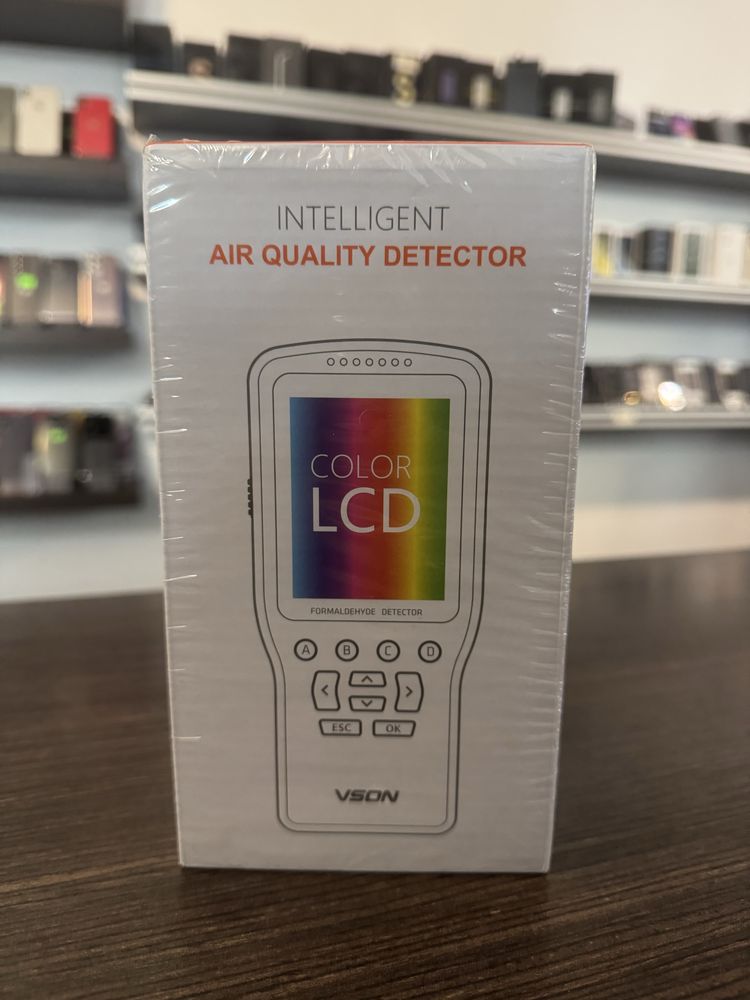 INTELLIGENT
AIR QUALITY DETECTOR
COLOR
LCD
FORMALDEHYDE DETECTOR
A B C D
ESC OK
VSON